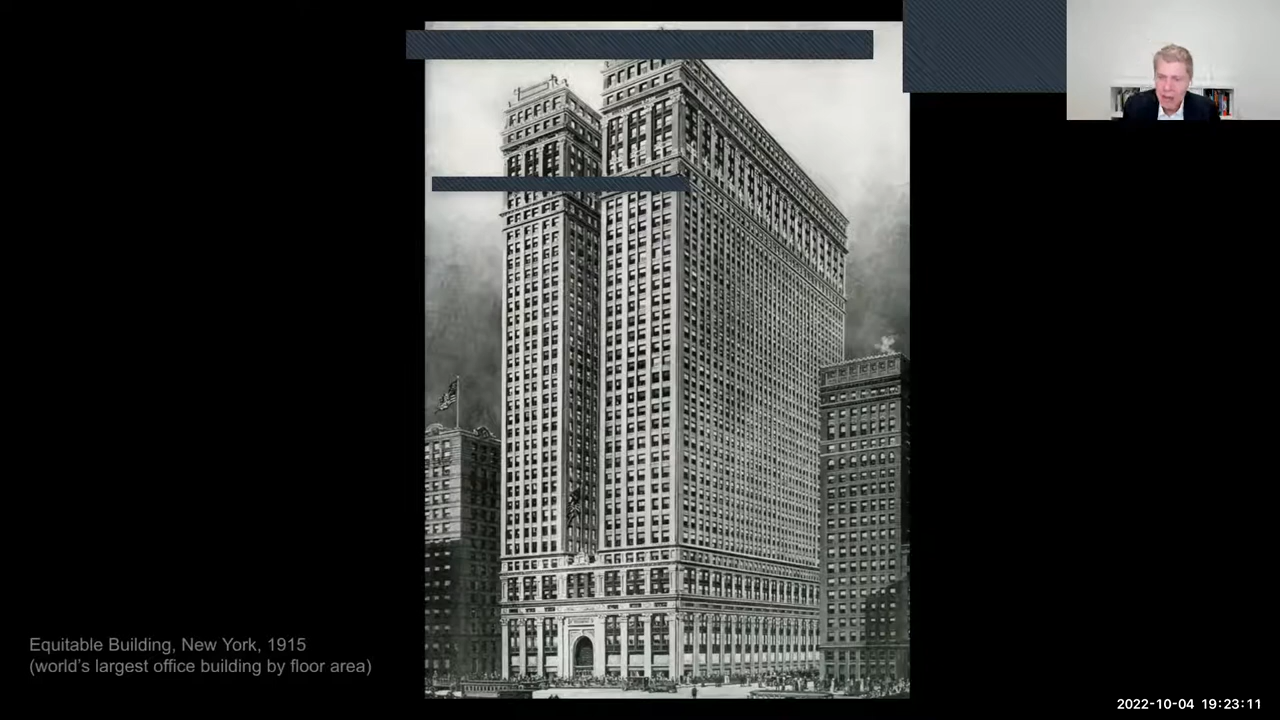 Equitable Building, New York, 1915
(world's largest office building by floor area)
2022-10-04 19:23:11